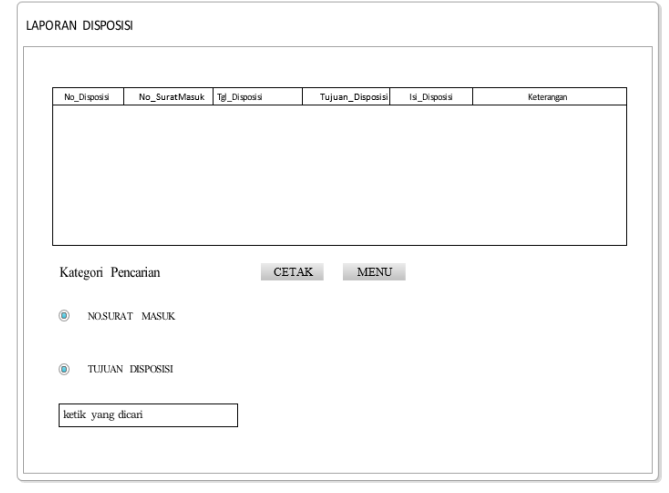 LAPORAN DISPOSISI
No_Disposisi No_SuratMasuk Tgl_Disposisi Tujuan_Disposisi Isi_Disposisi Keterangan
Kategori Pencarian CETAK MENU
NO.SURAT MASUK
TUJUAN DISPOSISI
ketik yang dicari